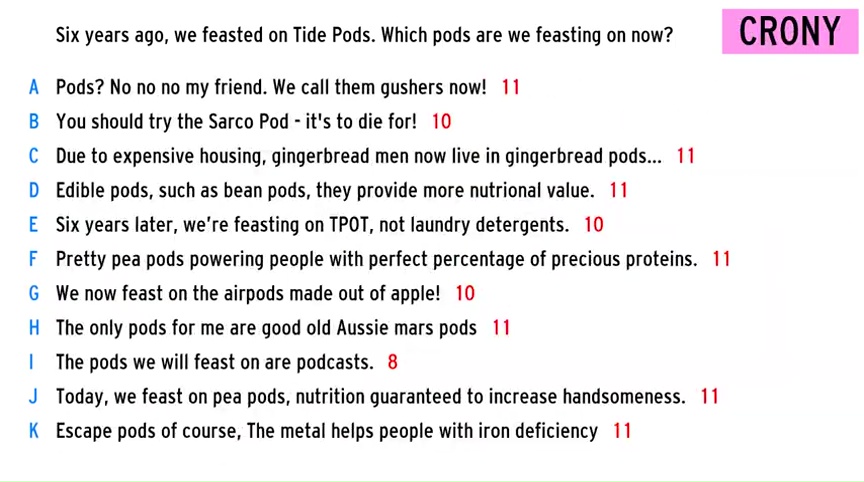 Six years ago, we feasted on Tide Pods. Which pods are we feasting on now?
CRONY
A Pods? No no no my friend. We call them gushers now! 11
B You should try the Sarco Pod - it's to die for! 10
C Due to expensive housing, gingerbread men now live in gingerbread pods... 11
D Edible pods, such as bean pods, they provide more nutrional value. 11
E Six years later, we're feasting on TPOT, not laundry detergents. 10
F Pretty pea pods powering people with perfect percentage of precious proteins. 11
G We now feast on the airpods made out of apple! 10
H The only pods for me are good old Aussie mars pods 11
I The pods we will feast on are podcasts. 8
J Today, we feast on pea pods, nutrition guaranteed to increase handsomeness. 11
K Escape pods of course, The metal helps people with iron deficiency 11